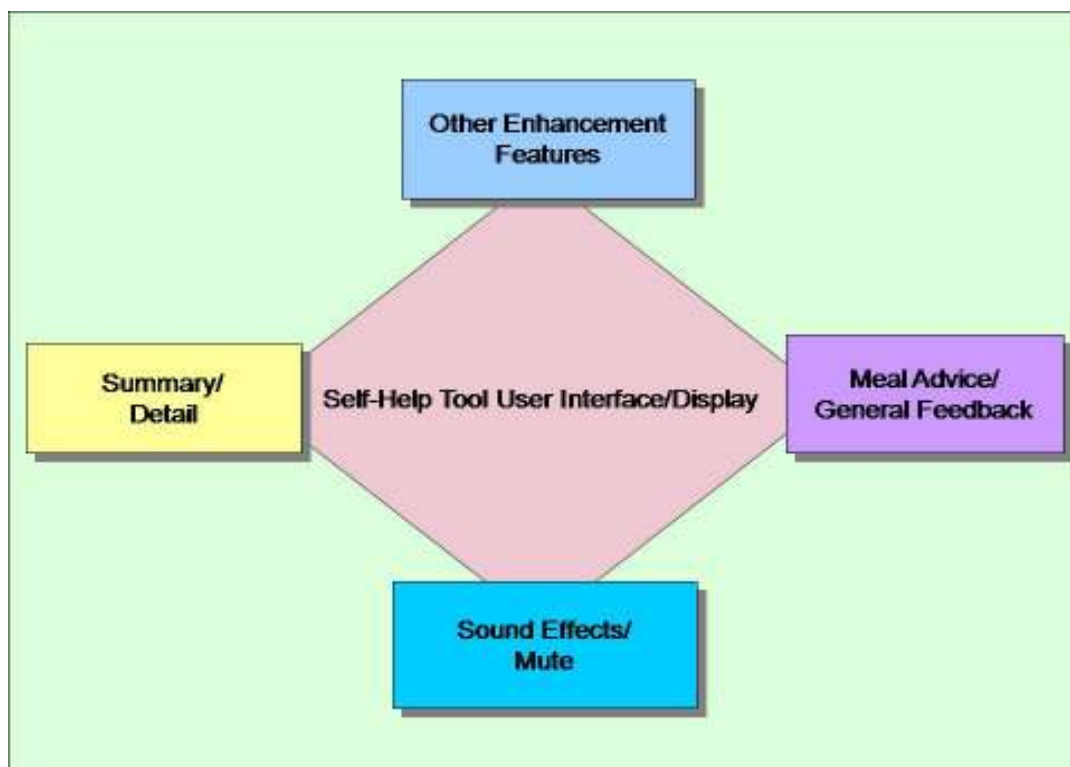 Other Enhancement
Features
Summary/
Detail
Self-Help Tool User Interface/Display
Meal Advice/
General Feedback
Sound Effects/
Mute